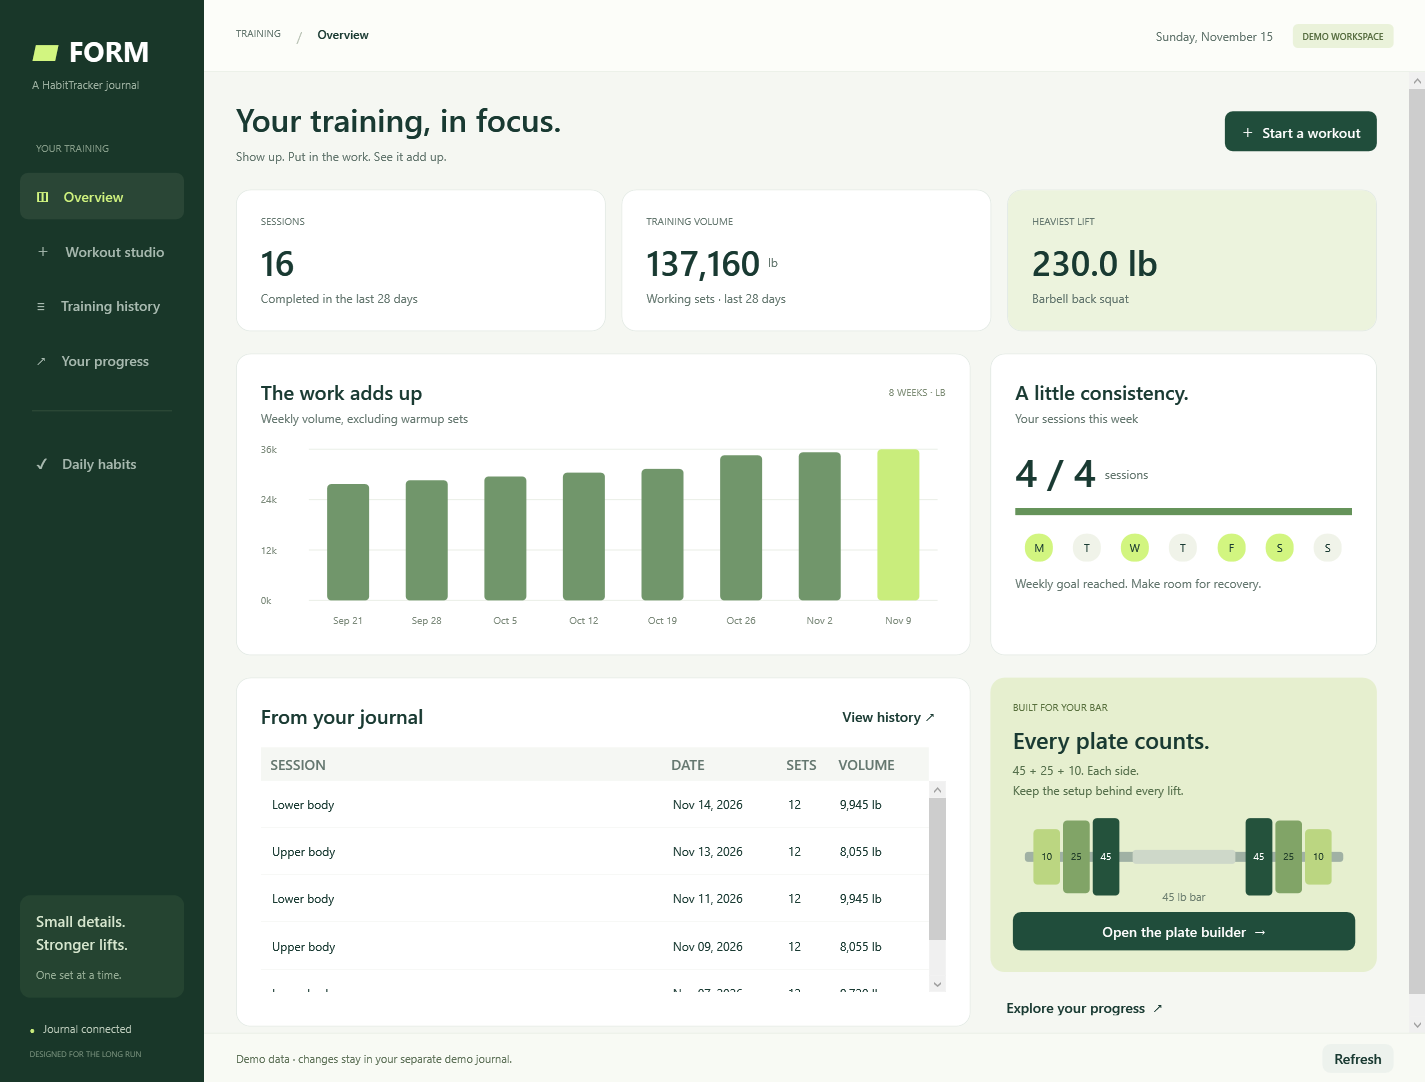 FORM
A HabitTracker journal
YOUR TRAINING
Overview
Workout studio
Training history
Your progress
Daily habits
Small details.
Stronger lifts.
One set at a time.
Journal connected
DESIGNED FOR THE LONG RUN
TRAINING / Overview
Sunday, November 15
DEMO WORKSPACE
Your training, in focus.
Show up. Put in the work. See it add up.
+ Start a workout
SESSIONS
16
Completed in the last 28 days
TRAINING VOLUME
137,160 lb
Working sets · last 28 days
HEAVIEST LIFT
230.0 lb
Barbell back squat
The work adds up
8 WEEKS · LB
Weekly volume, excluding warmup sets
36k
24k
12k
0k
Sep 21 Sep 28 Oct 5 Oct 12 Oct 19 Oct 26 Nov 2 Nov 9
A little consistency.
Your sessions this week
4 / 4 sessions
M T W T F S S
Weekly goal reached. Make room for recovery.
From your journal
View history ↗
SESSION DATE SETS VOLUME
Lower body Nov 14, 2026 12 9,945 lb
Upper body Nov 13, 2026 12 8,055 lb
Lower body Nov 11, 2026 12 9,945 lb
Upper body Nov 09, 2026 12 8,055 lb
BUILT FOR YOUR BAR
Every plate counts.
45 + 25 + 10. Each side.
Keep the setup behind every lift.
10 25 45 45 25 10
45 lb bar
Open the plate builder →
Explore your progress ↗
Demo data · changes stay in your separate demo journal.
Refresh